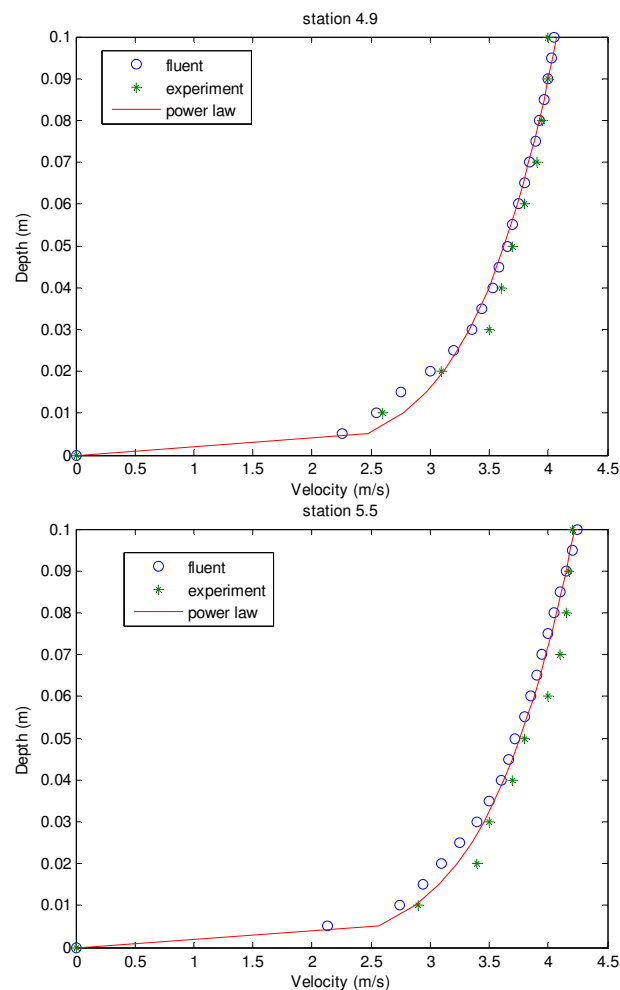 station 4.9
0.1
0.09
0.08
0.07
0.06
0.05
0.04
0.03
0.02
0.01
0
Depth (m)
fluent
experiment
power law
0 0.5 1 1.5 2 2.5 3 3.5 4 4.5
Velocity (m/s)
station 5.5
0.1
0.09
0.08
0.07
0.06
0.05
0.04
0.03
0.02
0.01
0
Depth (m)
fluent
experiment
power law
0 0.5 1 1.5 2 2.5 3 3.5 4 4.5
Velocity (m/s)